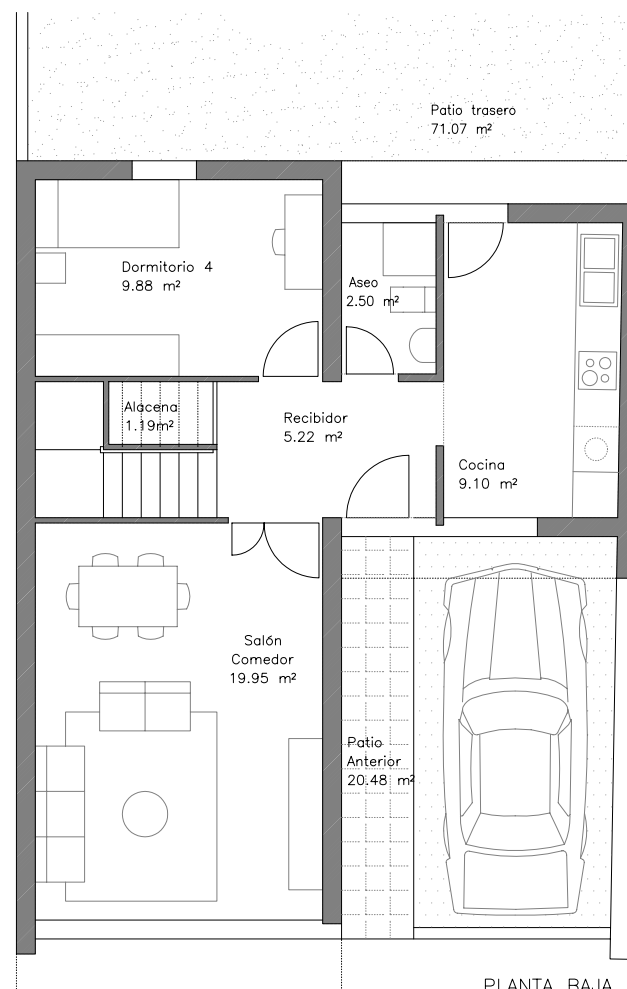 Patio trasero
71.07 m²
Dormitorio 4
9.88 m²
Aseo
2.50 m²
Alacena
1.19m²
Recibidor
5.22 m²
Cocina
9.10 m²
Salón
Comedor
19.95 m²
Patio
Anterior
20.48 m²
PLANTA BAJA